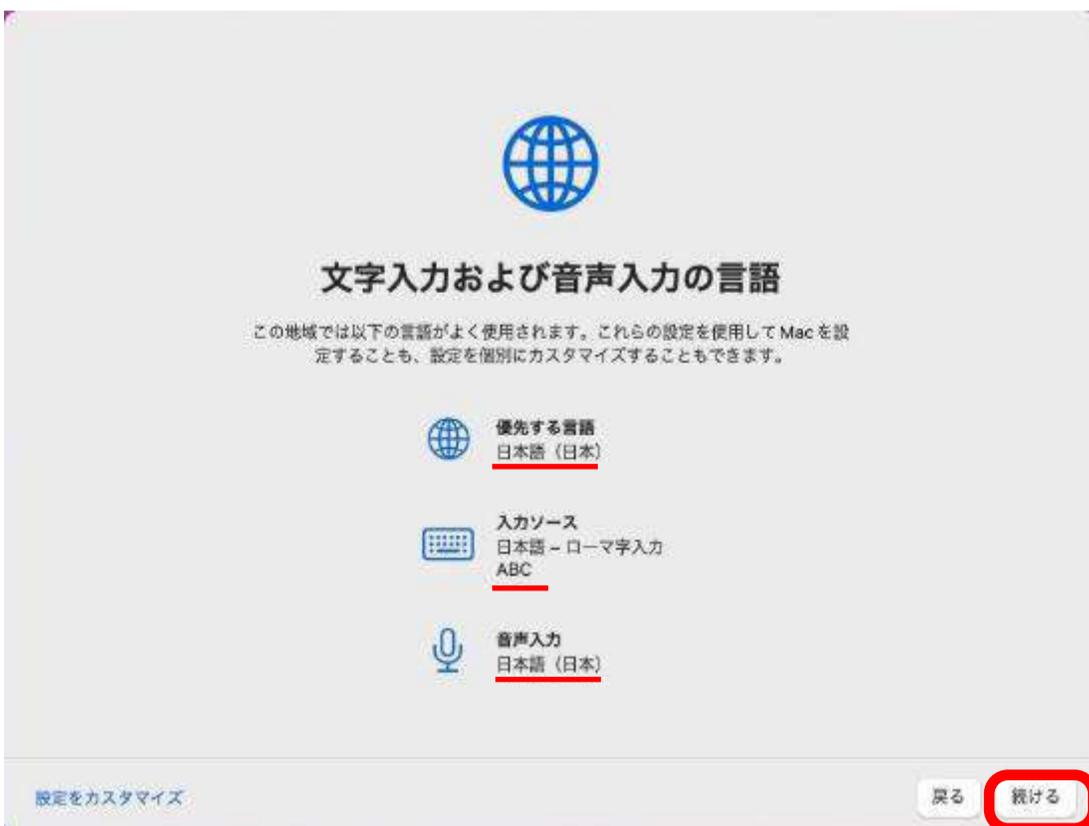 文字入力および音声入力の言語
この地域では以下の言語がよく使用されます。これらの設定を使用して Mac を設
定することも、設定を個別にカスタマイズすることもできます。
優先する言語
日本語（日本）
入力ソース
日本語 – ローマ字入力
ABC
音声入力
日本語（日本）
設定をカスタマイズ
戻る
続ける